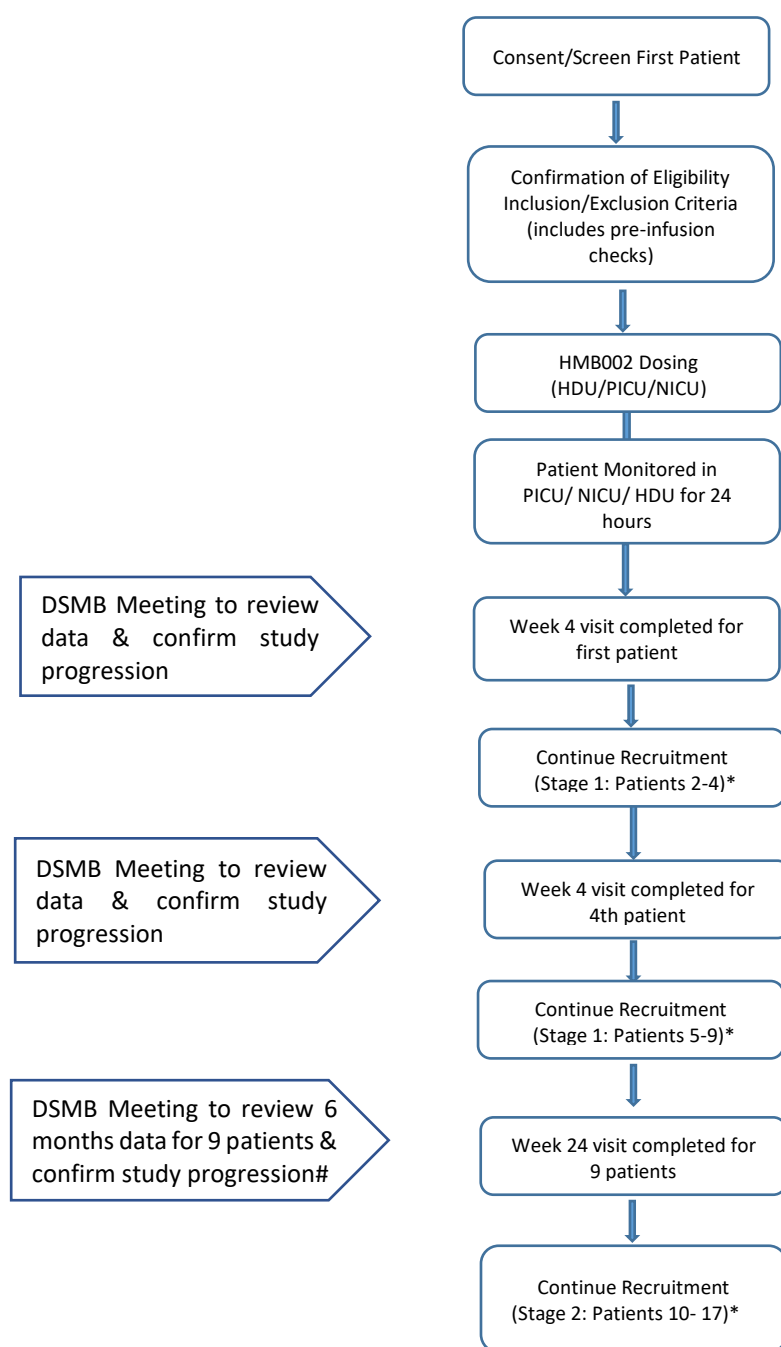 Consent/Screen First Patient
Confirmation of Eligibility
Inclusion/Exclusion Criteria
(includes pre-infusion
checks)
HMB002 Dosing
(HDU/PICU/NICU)
Patient Monitored in
PICU/ NICU/ HDU for 24
hours
DSMB Meeting to review
data & confirm study
progression
Week 4 visit completed for
first patient
Continue Recruitment
(Stage 1: Patients 2-4)*
DSMB Meeting to review
data & confirm study
progression
Week 4 visit completed for
4th patient
Continue Recruitment
(Stage 1: Patients 5-9)*
DSMB Meeting to review 6
months data for 9 patients &
confirm study progression#
Week 24 visit completed for
9 patients
Continue Recruitment
(Stage 2: Patients 10- 17)*